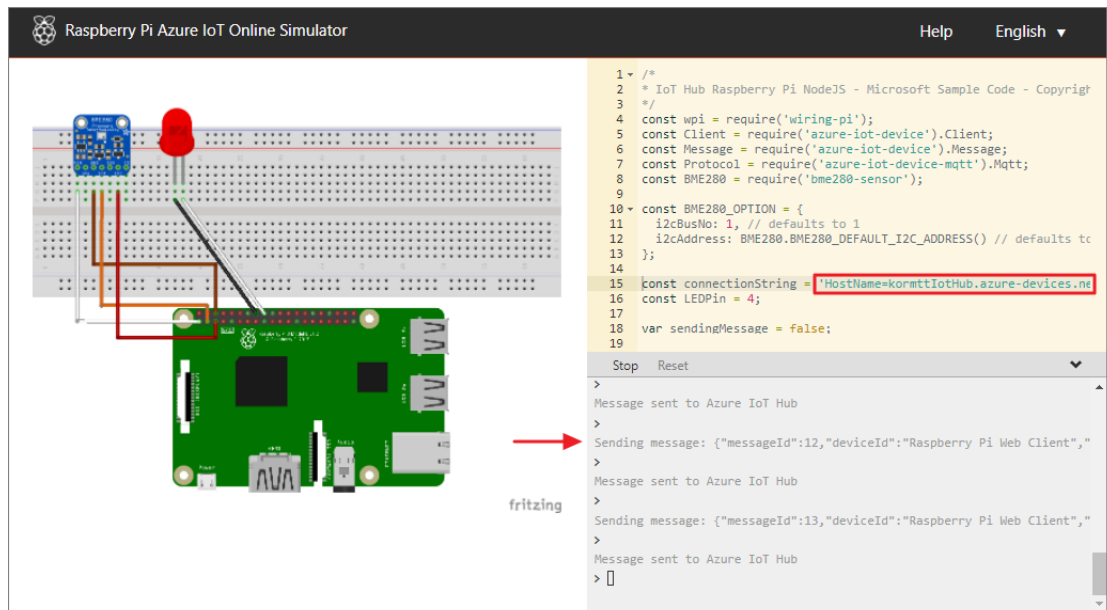 Raspberry Pi Azure IoT Online Simulator
Help
English ▼
BME280
Power
HDMI
Audio
ETHERNET
fritzing
1 /*
2 * IoT Hub Raspberry Pi NodeJS - Microsoft Sample Code - Copyrigh
3 */
4 const wpi = require('wiring-pi');
5 const Client = require('azure-iot-device').Client;
6 const Message = require('azure-iot-device').Message;
7 const Protocol = require('azure-iot-device-mqtt').Mqtt;
8 const BME280 = require('bme280-sensor');
9
10 const BME280_OPTION = {
11 i2cBusNo: 1, // defaults to 1
12 i2cAddress: BME280.BME280_DEFAULT_I2C_ADDRESS() // defaults to
13 };
14
15 const connectionString = 'HostName=kormttIotHub.azure-devices.ne
16 const LEDPin = 4;
17
18 var sendingMessage = false;
19
Stop Reset
>
Message sent to Azure IoT Hub
>
Sending message: {"messageId":12,"deviceId":"Raspberry Pi Web Client","
>
Message sent to Azure IoT Hub
>
Sending message: {"messageId":13,"deviceId":"Raspberry Pi Web Client","
>
Message sent to Azure IoT Hub
>